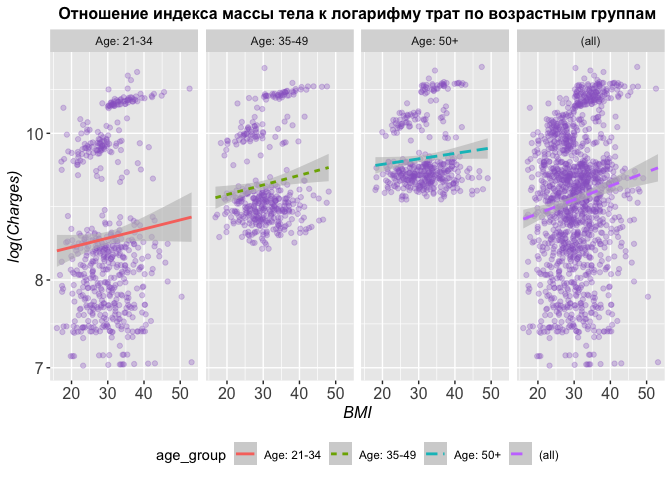 Отношение индекса массы тела к логарифму трат по возрастным группам
Age: 21-34 Age: 35-49 Age: 50+ (all)
log(Charges)
10
8
7
20 30 40 50 20 30 40 50 20 30 40 50 20 30 40 50
BMI
age_group Age: 21-34 Age: 35-49 Age: 50+ (all)